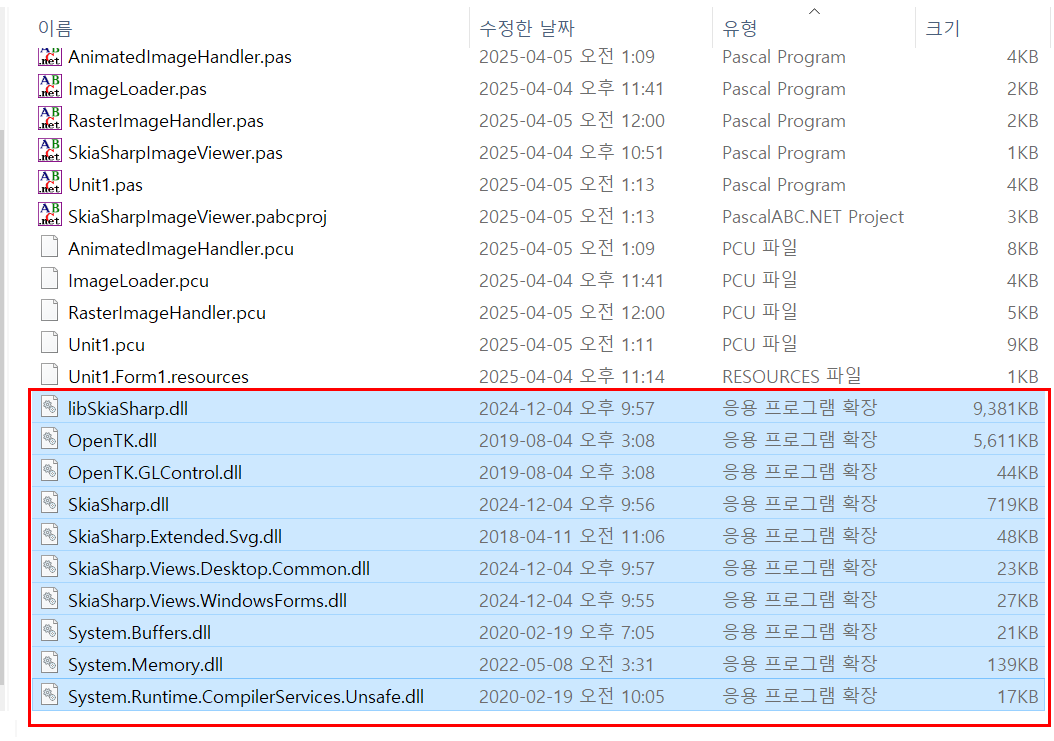 이름 수정한 날짜 유형 크기
AnimatedImageHandler.pas 2025-04-05 오전 1:09 Pascal Program 4KB
ImageLoader.pas 2025-04-04 오후 11:41 Pascal Program 2KB
RasterImageHandler.pas 2025-04-05 오전 12:00 Pascal Program 2KB
SkiaSharpImageViewer.pas 2025-04-04 오후 10:51 Pascal Program 1KB
Unit1.pas 2025-04-05 오전 1:13 Pascal Program 4KB
SkiaSharpImageViewer.pabcproj 2025-04-05 오전 1:13 PascalABC.NET Project 3KB
AnimatedImageHandler.pcu 2025-04-05 오전 1:09 PCU 파일 8KB
ImageLoader.pcu 2025-04-04 오후 11:41 PCU 파일 4KB
RasterImageHandler.pcu 2025-04-05 오전 12:00 PCU 파일 5KB
Unit1.pcu 2025-04-05 오전 1:11 PCU 파일 9KB
Unit1.Form1.resources 2025-04-04 오후 11:14 RESOURCES 파일 1KB
libSkiaSharp.dll 2024-12-04 오후 9:57 응용 프로그램 확장 9,381KB
OpenTK.dll 2019-08-04 오후 3:08 응용 프로그램 확장 5,611KB
OpenTK.GLControl.dll 2019-08-04 오후 3:08 응용 프로그램 확장 44KB
SkiaSharp.dll 2024-12-04 오후 9:56 응용 프로그램 확장 719KB
SkiaSharp.Extended.Svg.dll 2018-04-11 오전 11:06 응용 프로그램 확장 48KB
SkiaSharp.Views.Desktop.Common.dll 2024-12-04 오후 9:57 응용 프로그램 확장 23KB
SkiaSharp.Views.WindowsForms.dll 2024-12-04 오후 9:55 응용 프로그램 확장 27KB
System.Buffers.dll 2020-02-19 오후 7:05 응용 프로그램 확장 21KB
System.Memory.dll 2022-05-08 오전 3:31 응용 프로그램 확장 139KB
System.Runtime.CompilerServices.Unsafe.dll 2020-02-19 오전 10:05 응용 프로그램 확장 17KB